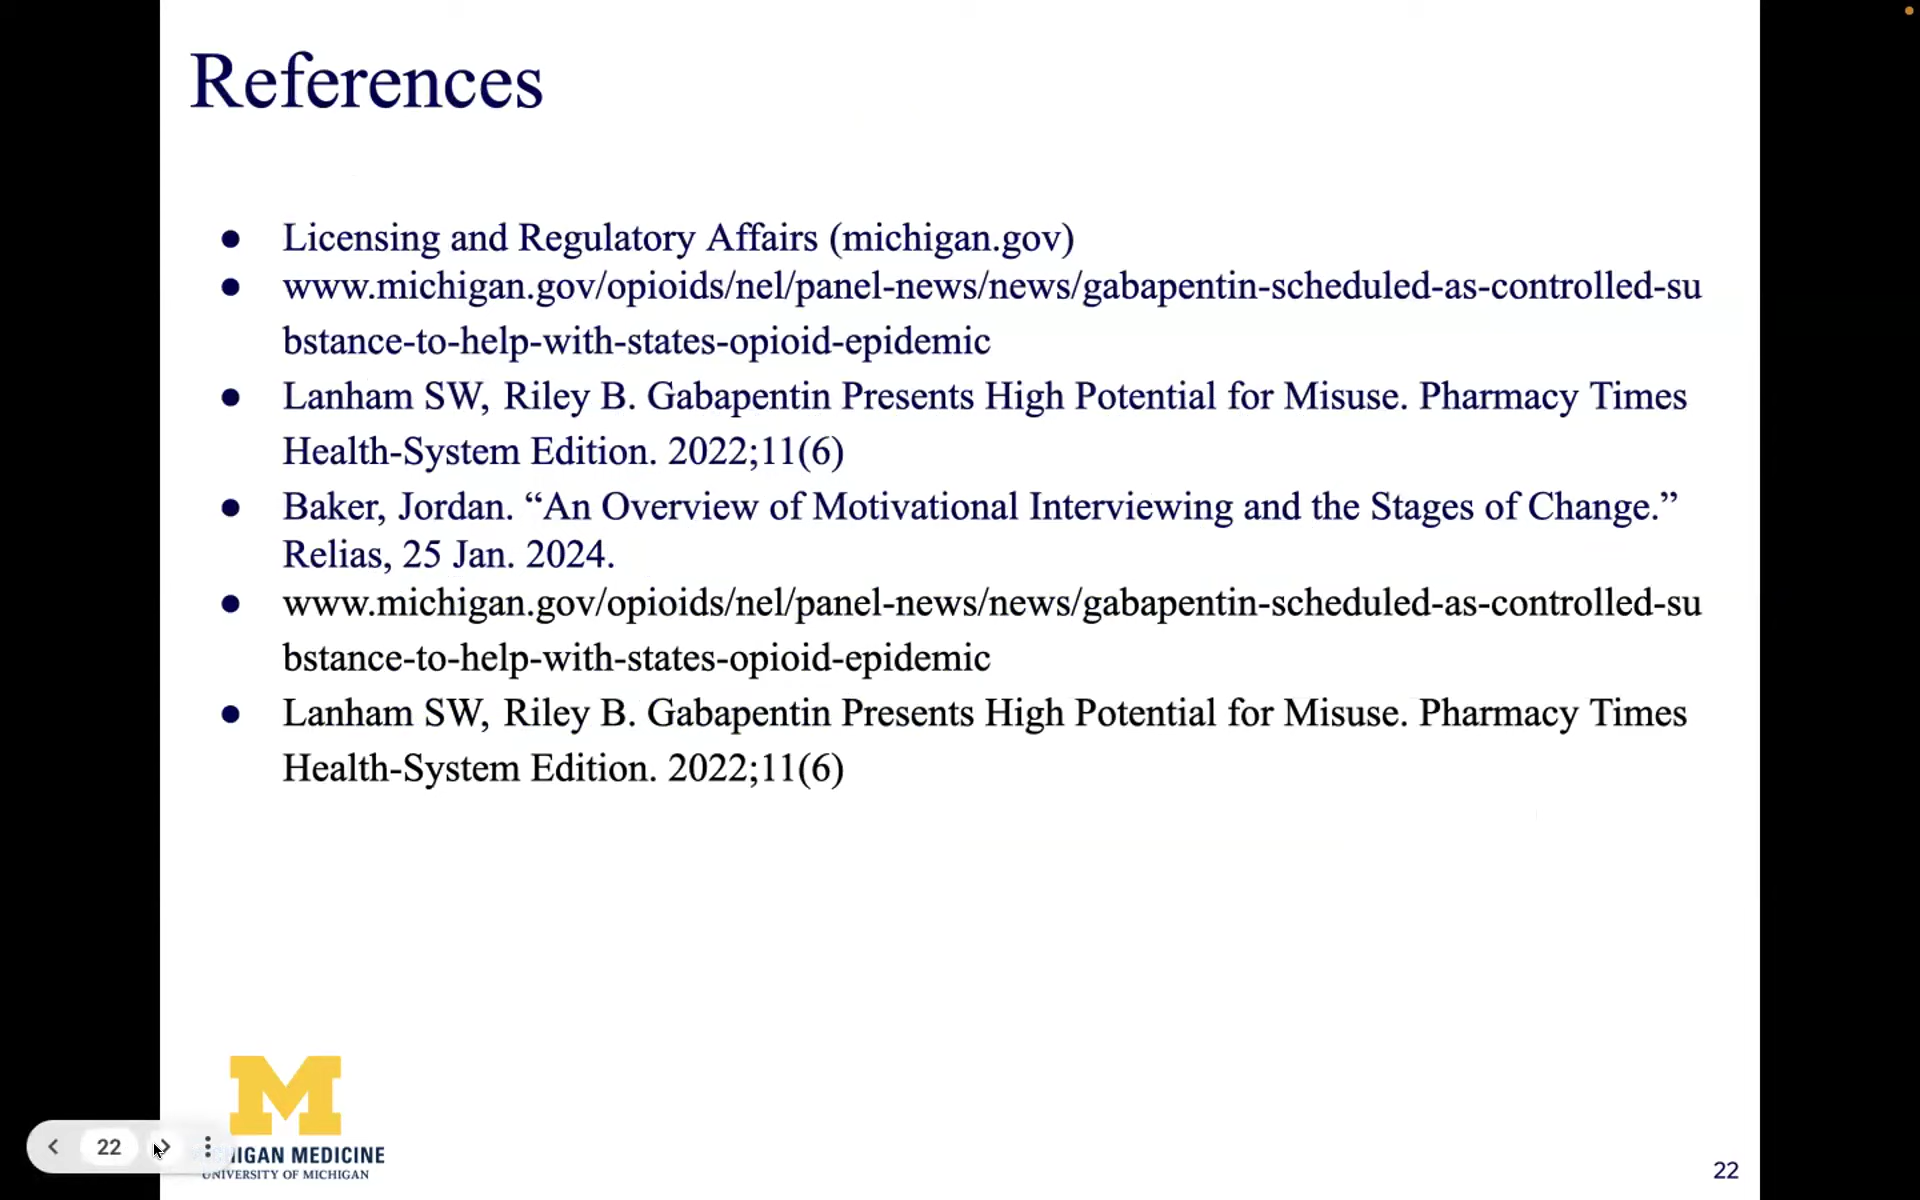 References
● Licensing and Regulatory Affairs (michigan.gov)
● www.michigan.gov/opioids/nel/panel-news/news/gabapentin-scheduled-as-controlled-su
bstance-to-help-with-states-opioid-epidemic
● Lanham SW, Riley B. Gabapentin Presents High Potential for Misuse. Pharmacy Times
Health-System Edition. 2022;11(6)
● Baker, Jordan. “An Overview of Motivational Interviewing and the Stages of Change.”
Relias, 25 Jan. 2024.
● www.michigan.gov/opioids/nel/panel-news/news/gabapentin-scheduled-as-controlled-su
bstance-to-help-with-states-opioid-epidemic
● Lanham SW, Riley B. Gabapentin Presents High Potential for Misuse. Pharmacy Times
Health-System Edition. 2022;11(6)
M
22
HIGAN MEDICINE
UNIVERSITY OF MICHIGAN
22